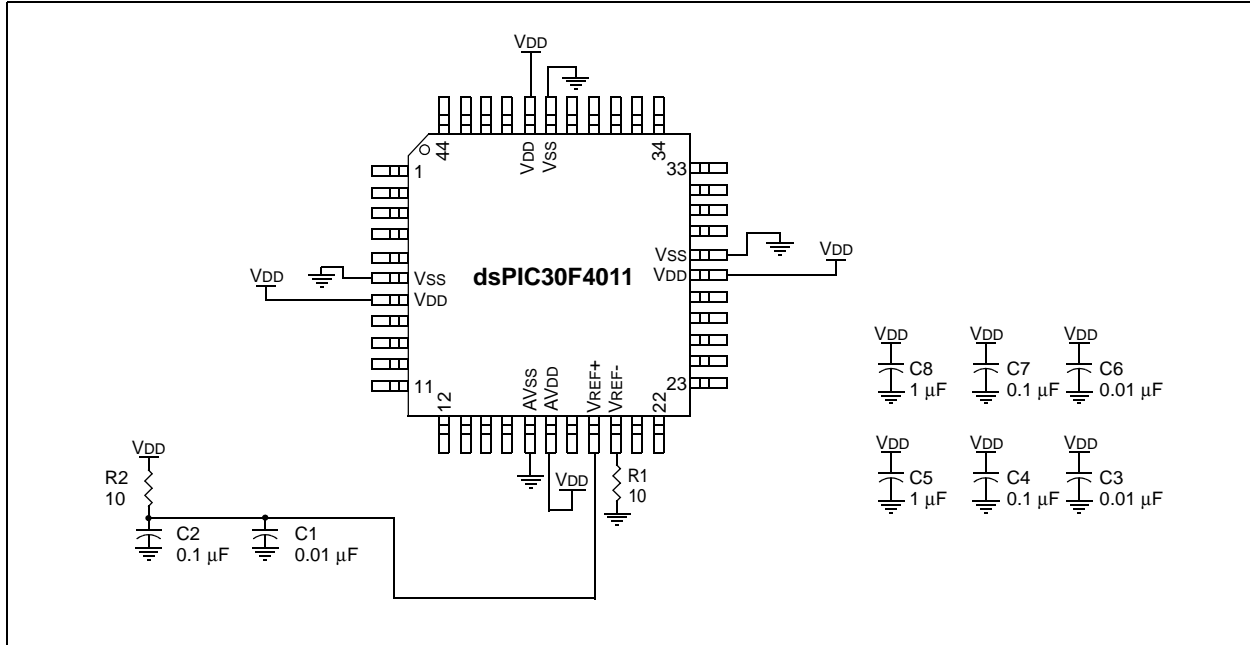 VDD
44
VDD
VSS
34
1
33
VSS
VDD
VDD
VDD
VSS
VDD
dsPIC30F4011
11
12
AVSS
AVDD
VREF+
VREF-
22
23
VDD
C8
1 µF
VDD
C7
0.1 µF
VDD
C6
0.01 µF
VDD
R2
10
C2
0.1 µF
C1
0.01 µF
VDD
R1
10
VDD
C5
1 µF
VDD
C4
0.1 µF
VDD
C3
0.01 µF